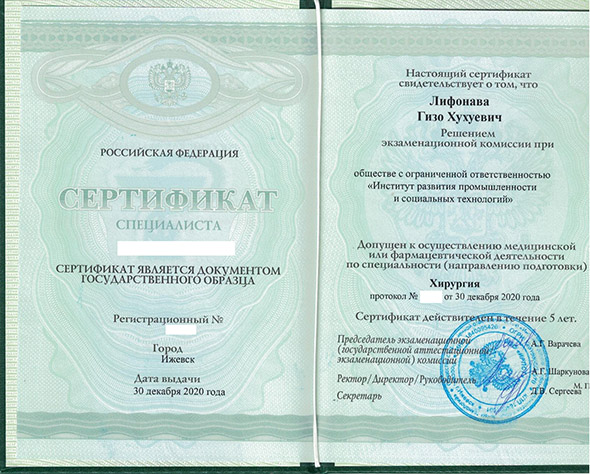 РОССИЙСКАЯ ФЕДЕРАЦИЯ
СЕРТИФИКАТ
СПЕЦИАЛИСТА
СЕРТИФИКАТ ЯВЛЯЕТСЯ ДОКУМЕНТОМ
ГОСУДАРСТВЕННОГО ОБРАЗЦА
Регистрационный №
Город
Ижевск
Дата выдачи
30 декабря 2020 года
Настоящий сертификат
свидетельствует о том, что
Лифонава
Гизо Хухуевич
Решением
экзаменационной комиссии при
обществе с ограниченной ответственностью
«Институт развития промышленности
и социальных технологий»
Допущен к осуществлению медицинской
или фармацевтической деятельности
по специальности (направлению подготовки)
Хирургия
протокол № от 30 декабря 2020 года
Сертификат действителен в течение 5 лет.
Председатель экзаменационной
(государственной аттестационной
экзаменационной) комиссии
А.Г. Варачева
Ректор/Директор/Руководитель
А.Г.Шаркунова
М. П
Секретарь
Л.В. Сергеева